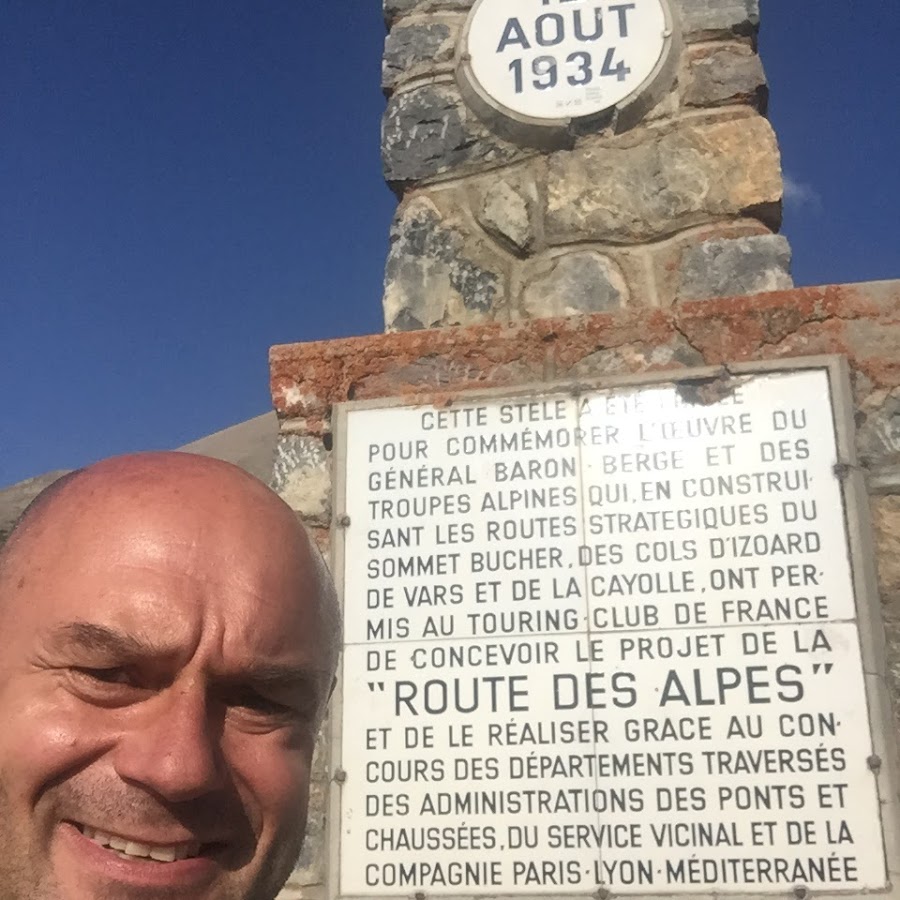 AOUT
1934
CETTE STELE A ÉTÉ
POUR COMMÉMORER L'ŒUVRE DU
GÉNÉRAL BARON BERGE ET DES
TROUPES ALPINES QUI, EN CONSTRUI-
SANT LES ROUTES STRATEGIQUES DU
SOMMET BUCHER, DES COLS D'IZOARD
DE VARS ET DE LA CAYOLLE, ONT PER-
MIS AU TOURING-CLUB DE FRANCE
DE CONCEVOIR LE PROJET DE LA
"ROUTE DES ALPES"
ET DE LE RÉALISER GRACE AU CON-
COURS DES DÉPARTEMENTS TRAVERSÉS
DES ADMINISTRATIONS DES PONTS ET
CHAUSSÉES, DU SERVICE VICINAL ET DE LA
COMPAGNIE PARIS-LYON-MÉDITERRANÉE